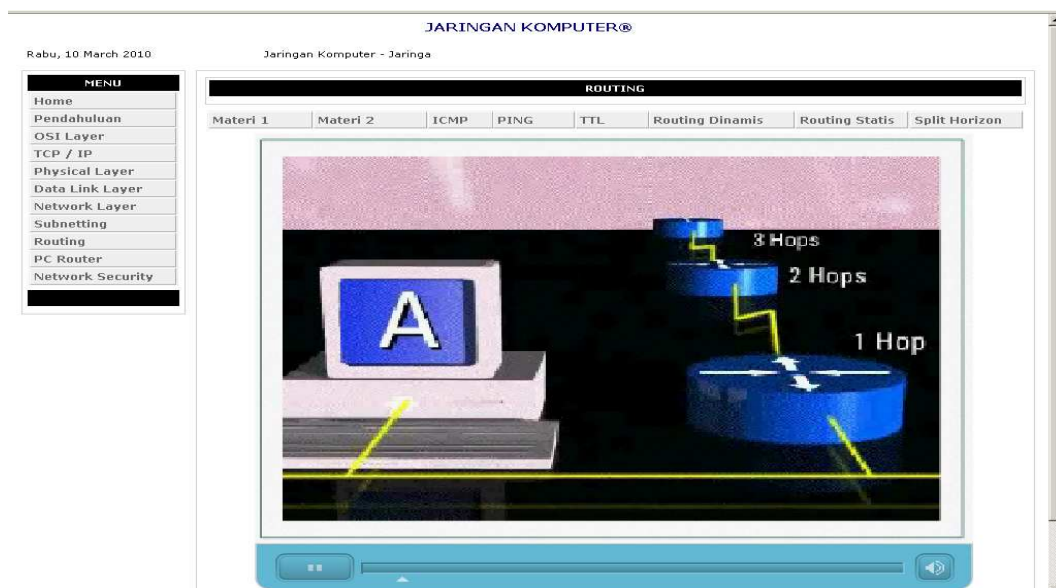 JARINGAN KOMPUTER®
Rabu, 10 March 2010 Jaringan Komputer - Jaringa
MENU
Home
Pendahuluan
OSI Layer
TCP / IP
Physical Layer
Data Link Layer
Network Layer
Subnetting
Routing
PC Router
Network Security
ROUTING
Materi 1 Materi 2 ICMP PING TTL Routing Dinamis Routing Statis Split Horizon
3 Hops
2 Hops
1 Hop
A